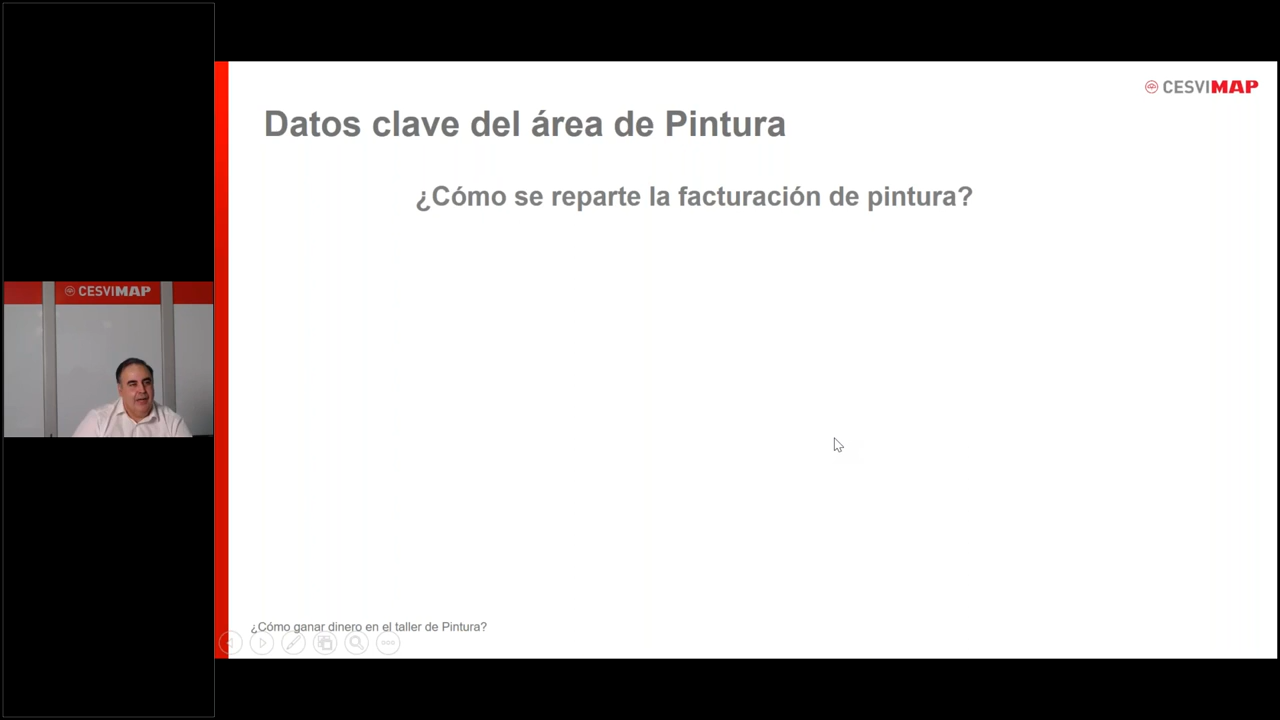 CESVIMAP
Datos clave del área de Pintura
¿Cómo se reparte la facturación de pintura?
CESVIMAP
¿Cómo ganar dinero en el taller de Pintura?